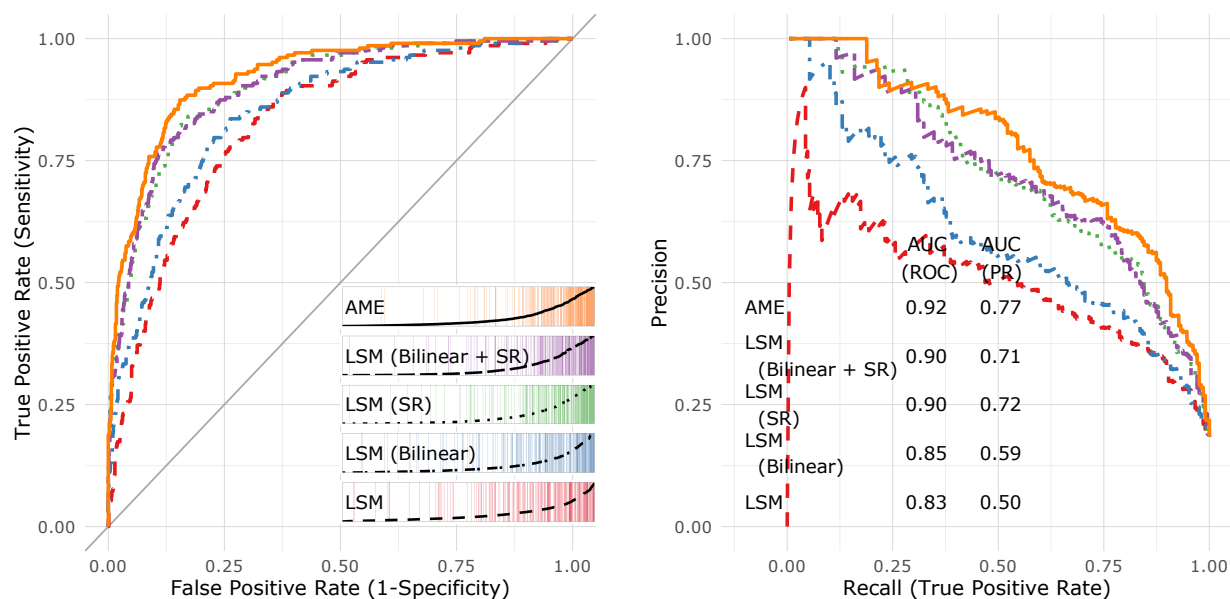 1.00
0.75
0.50
0.25
0.00
True Positive Rate (Sensitivity)
AME
LSM (Bilinear + SR)
LSM (SR)
LSM (Bilinear)
LSM
0.00
0.25
0.50
0.75
1.00
False Positive Rate (1-Specificity)
1.00
0.75
0.50
0.25
0.00
Precision
AUC AUC
(ROC) (PR)
AME 0.92 0.77
LSM
(Bilinear + SR) 0.90 0.71
LSM
(SR) 0.90 0.72
LSM
(Bilinear) 0.85 0.59
LSM 0.83 0.50
0.00
0.25
0.50
0.75
1.00
Recall (True Positive Rate)